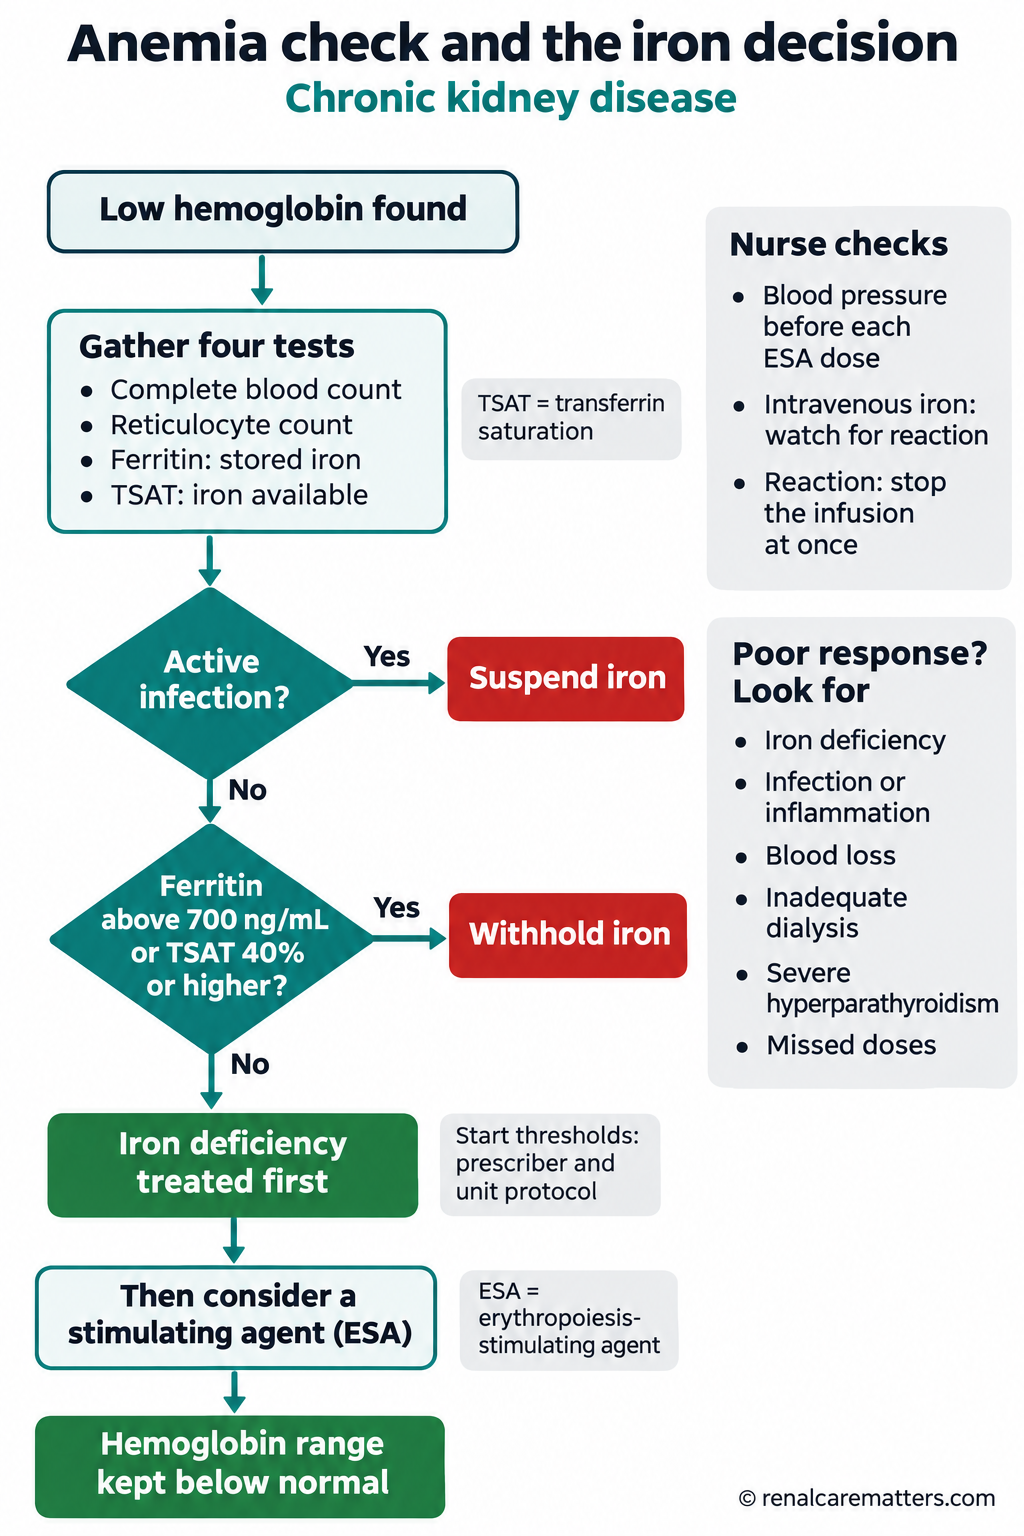 Anemia check and the iron decision
Chronic kidney disease
Low hemoglobin found
Gather four tests
• Complete blood count
• Reticulocyte count
• Ferritin: stored iron
• TSAT: iron available
TSAT = transferrin
saturation
Active
infection?
Yes
Suspend iron
No
Ferritin
above 700 ng/mL
or TSAT 40%
or higher?
Yes
Withhold iron
No
Iron deficiency
treated first
Start thresholds:
prescriber and
unit protocol
Then consider a
stimulating agent (ESA)
ESA =
erythropoiesis-
stimulating agent
Hemoglobin range
kept below normal
Nurse checks
• Blood pressure
before each
ESA dose
• Intravenous iron:
watch for reaction
• Reaction: stop
the infusion
at once
Poor response?
Look for
• Iron deficiency
• Infection or
inflammation
• Blood loss
• Inadequate
dialysis
• Severe
hyperparathyroidism
• Missed doses
© renalcarematters.com